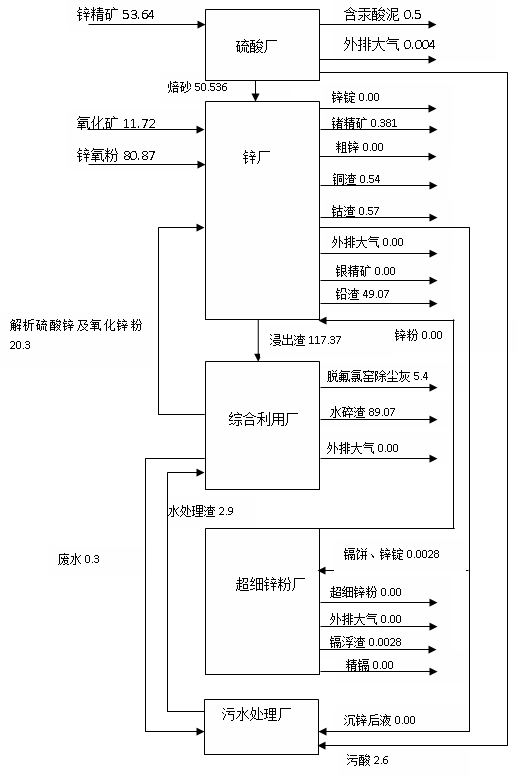 锌精矿 53.64
硫酸厂
含汞酸泥 0.5
外排大气 0.004
焙砂 50.536
氧化矿 11.72
锌氧粉 80.87
锌厂
锌锭 0.00
锗精矿 0.381
粗锌 0.00
铜渣 0.54
钴渣 0.57
外排大气 0.00
银精矿 0.00
铅渣 49.07
解析硫酸锌及氧化锌粉
20.3
浸出渣 117.37
锌粉 0.00
综合利用厂
脱氟氯窑除尘灰 5.4
水碎渣 89.07
外排大气 0.00
水处理渣 2.9
废水 0.3
超细锌粉厂
镉饼、锌锭 0.0028
超细锌粉 0.00
外排大气 0.00
镉浮渣 0.0028
精镉 0.00
污水处理厂
沉锌后液 0.00
污酸 2.6